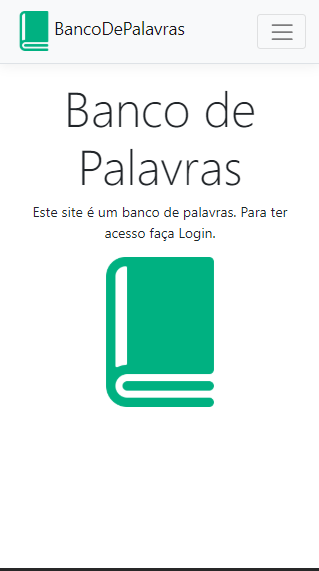 BancoDePalavras
Banco de
Palavras
Este site é um banco de palavras. Para ter
acesso faça Login.